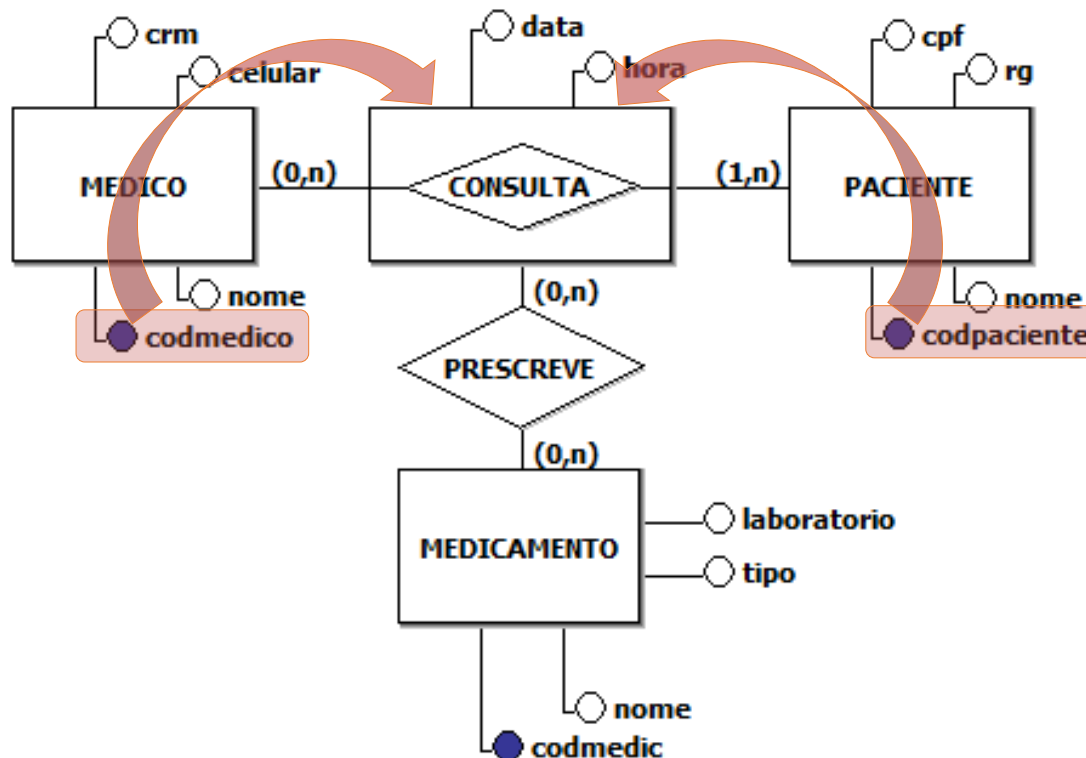 crm
data
cpf
celular
hora
rg
MEDICO
(0,n)
CONSULTA
(1,n)
PACIENTE
nome
codmedico
(0,n)
nome
codpaciente
PRESCREVE
(0,n)
laboratorio
MEDICAMENTO
tipo
nome
codmedic